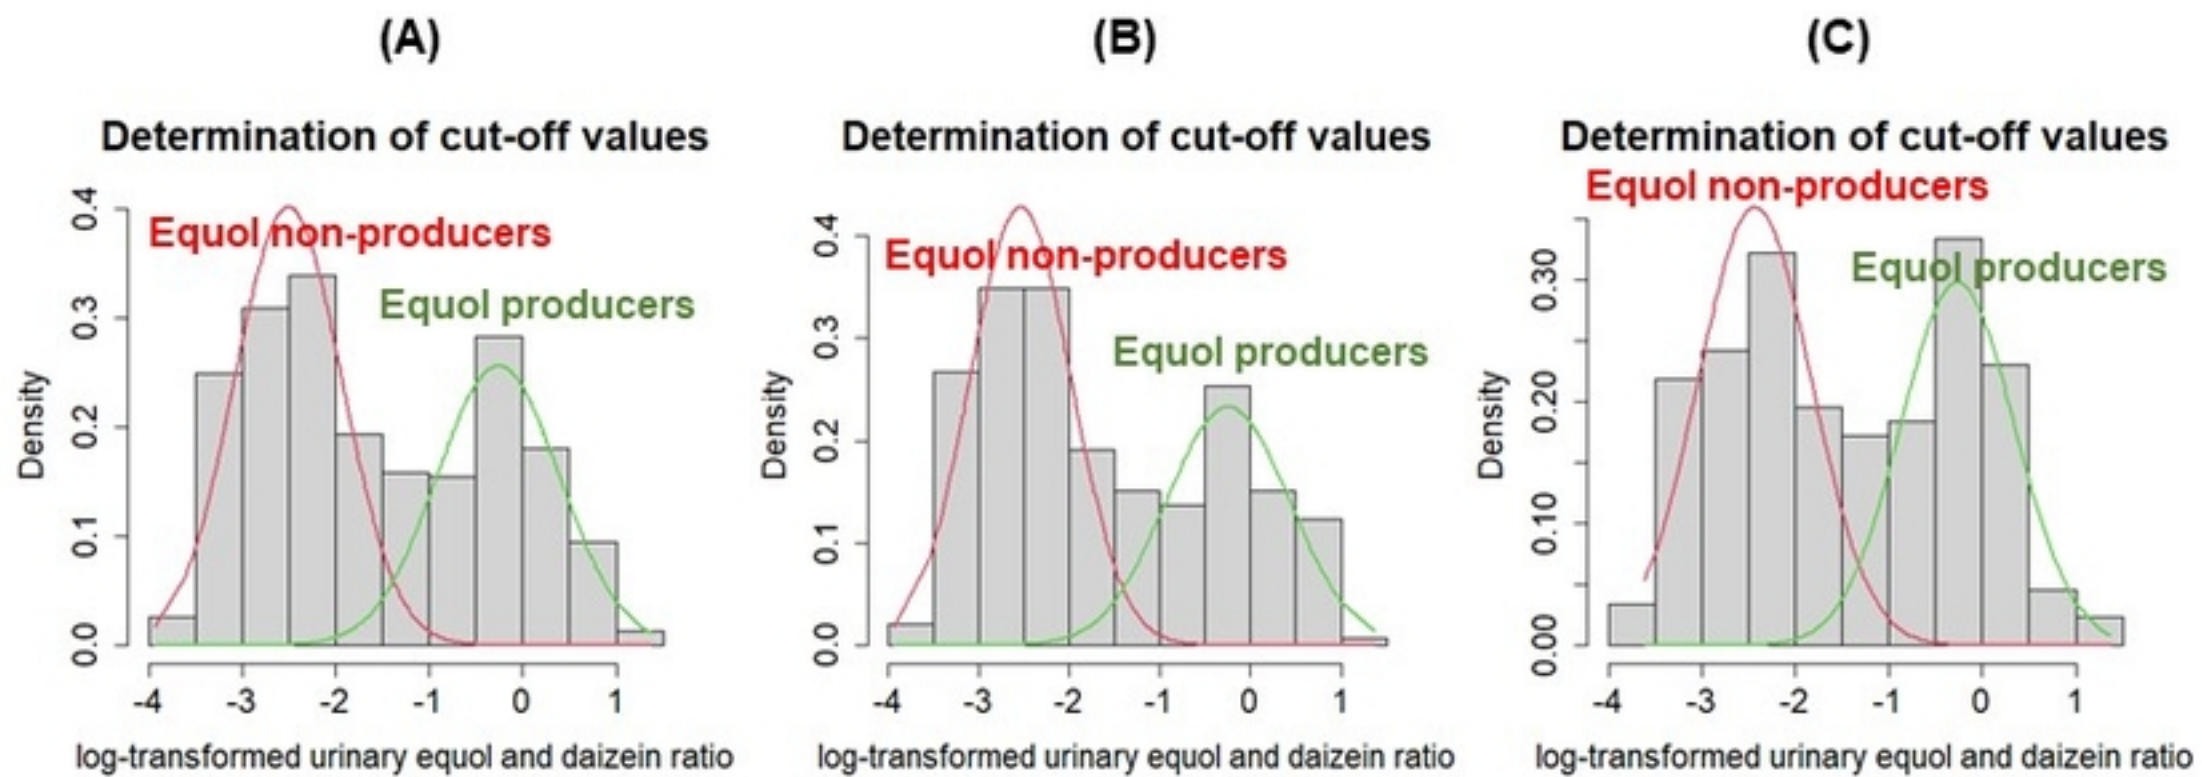 (A)
Determination of cut-off values
Equol non-producers
Equol producers
Density
0.4
0.3
0.2
0.1
0.0
-4 -3 -2 -1 0 1
log-transformed urinary equol and daizein ratio
(B)
Determination of cut-off values
Equol non-producers
Equol producers
Density
0.4
0.3
0.2
0.1
0.0
-4 -3 -2 -1 0 1
log-transformed urinary equol and daizein ratio
(C)
Determination of cut-off values
Equol non-producers
Equol producers
Density
0.30
0.20
0.10
0.00
-4 -3 -2 -1 0 1
log-transformed urinary equol and daizein ratio